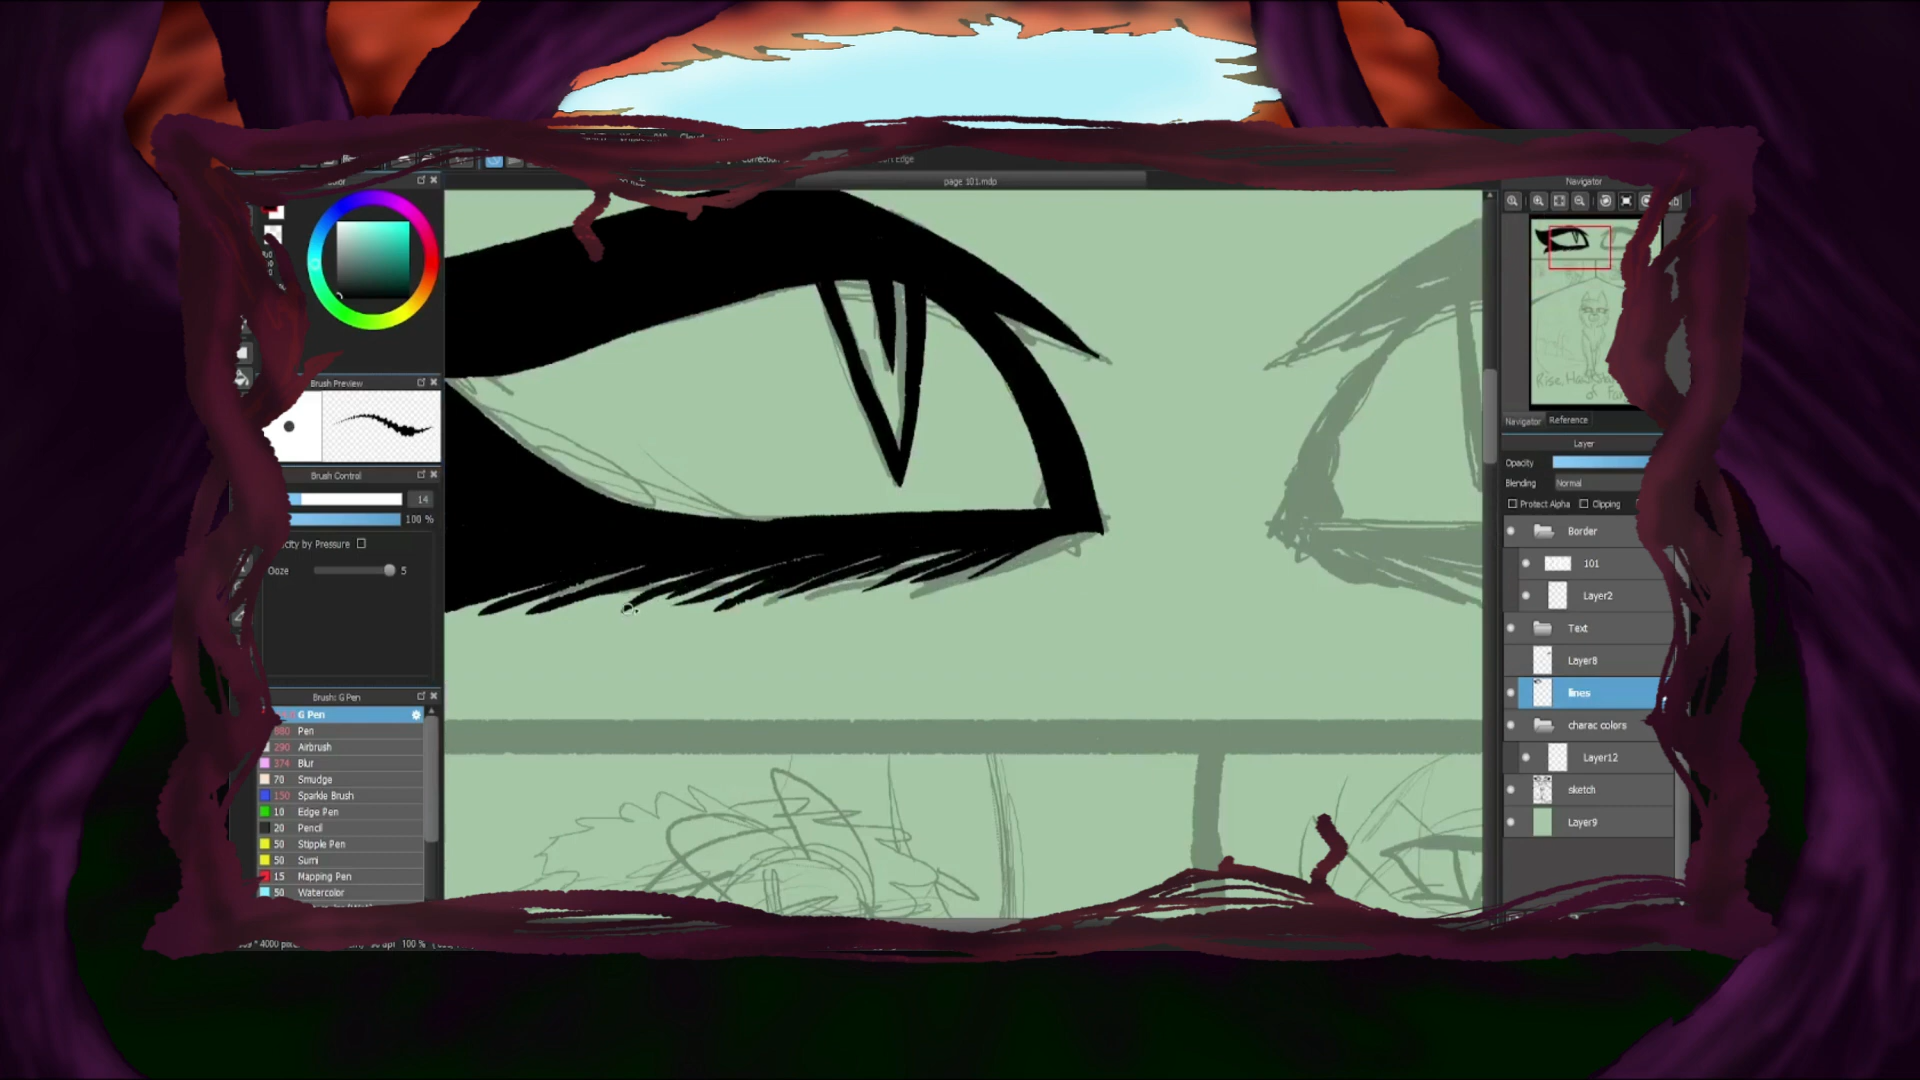 page 101.mdp
Navigator
Brush Preview
Brush Control
14
100 %
Ooze
5
Brush: G Pen
G Pen
Pen
290 Airbrush
374 Blur
70 Smudge
150 Sparkle Brush
10 Edge Pen
20 Pencil
50 Stipple Pen
50 Sumi
15 Mapping Pen
50 Watercolor
100 %
Rise,
of
Navigator
Reference
Layer
Opacity
Blending
Normal
Protect Alpha
Clipping
Border
101
Layer2
Text
Layer8
lines
charac colors
Layer12
sketch
Layer9